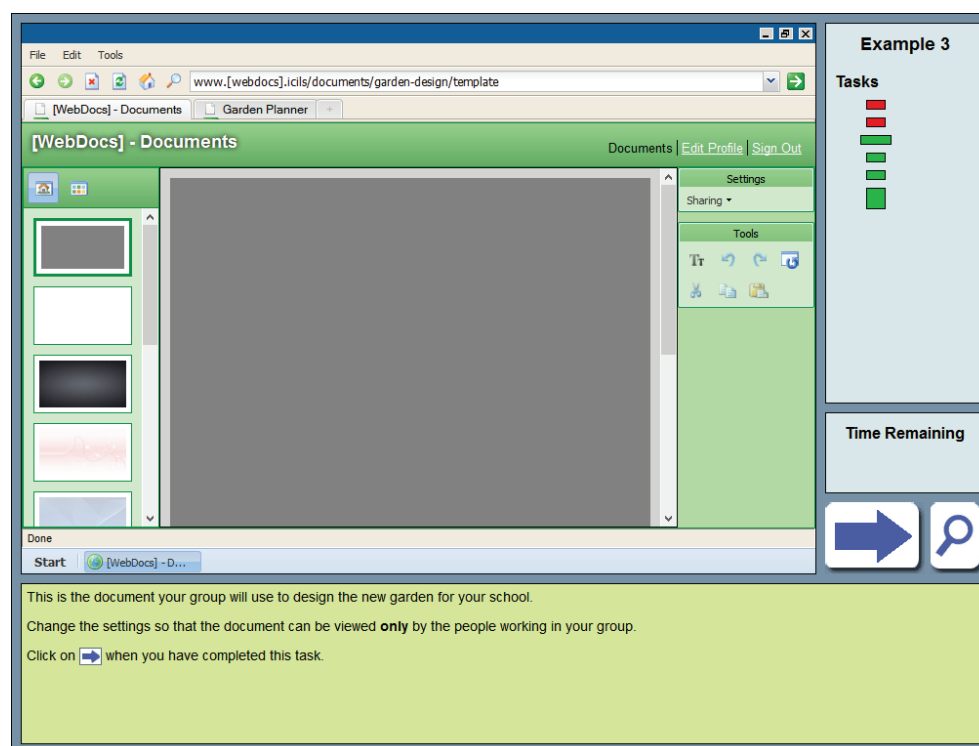 File Edit Tools
www.[webdocs].icils/documents/garden-design/template
[WebDocs] - Documents Garden Planner +
[WebDocs] - Documents
Documents | Edit Profile | Sign Out
Settings
Sharing
Tools
TT
Done
Start [WebDocs] - D...
Example 3
Tasks
Time Remaining
This is the document your group will use to design the new garden for your school.
Change the settings so that the document can be viewed only by the people working in your group.
Click on when you have completed this task.